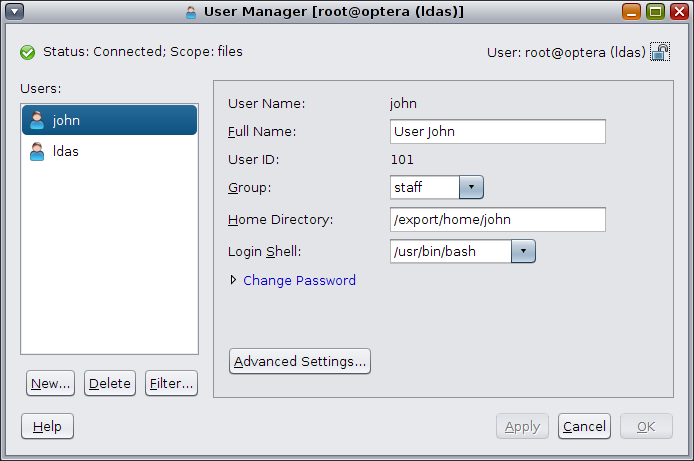 User Manager [root@optera (ldas)]
Status: Connected; Scope: files
User: root@optera (ldas)
Users:
john
ldas
User Name: john
Full Name: User John
User ID: 101
Group: staff
Home Directory: /export/home/john
Login Shell: /usr/bin/bash
Change Password
Advanced Settings...
New... Delete Filter...
Help Apply Cancel OK